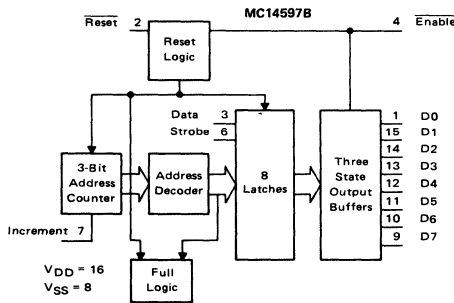 MC14597B
Reset 2
4 Enable
Reset
Logic
Data 3
Strobe 6
3-Bit
Address
Counter
Address
Decoder
8
Latches
Three
State
Output
Buffers
1 D0
15 D1
14 D2
13 D3
12 D4
11 D5
10 D6
9 D7
Increment 7
Full
Logic
VDD = 16
VSS = 8